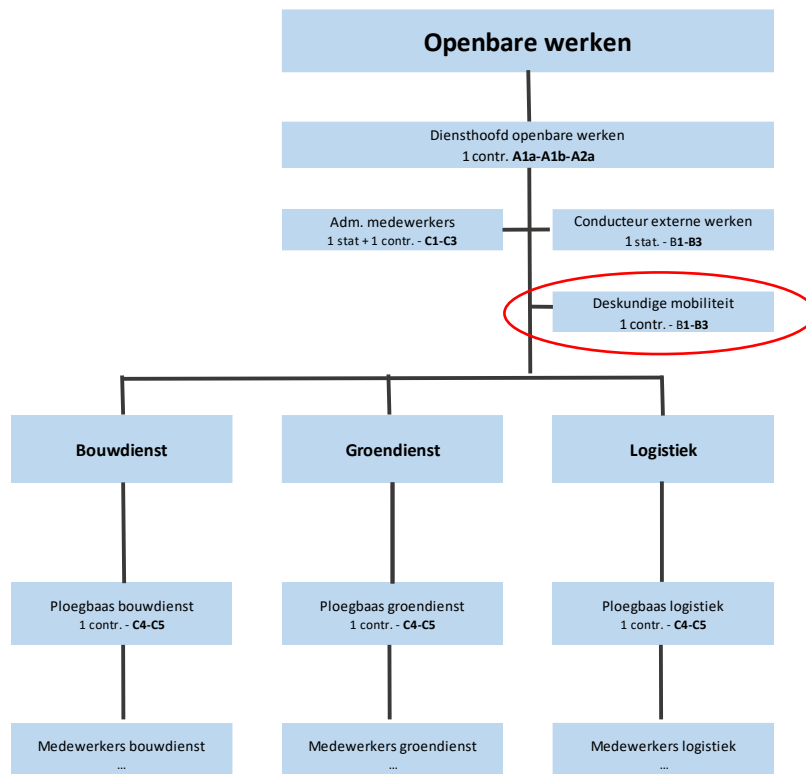 Openbare werken
Diensthoofd openbare werken
1 contr. A1a-A1b-A2a
Adm. medewerkers
1 stat + 1 contr. - C1-C3
Conducteur externe werken
1 stat. - B1-B3
Deskundige mobiliteit
1 contr. - B1-B3
Bouwdienst
Groendienst
Logistiek
Ploegbaas bouwdienst
1 contr. - C4-C5
Ploegbaas groendienst
1 contr. - C4-C5
Ploegbaas logistiek
1 contr. - C4-C5
Medewerkers bouwdienst
...
Medewerkers groendienst
...
Medewerkers logistiek
...